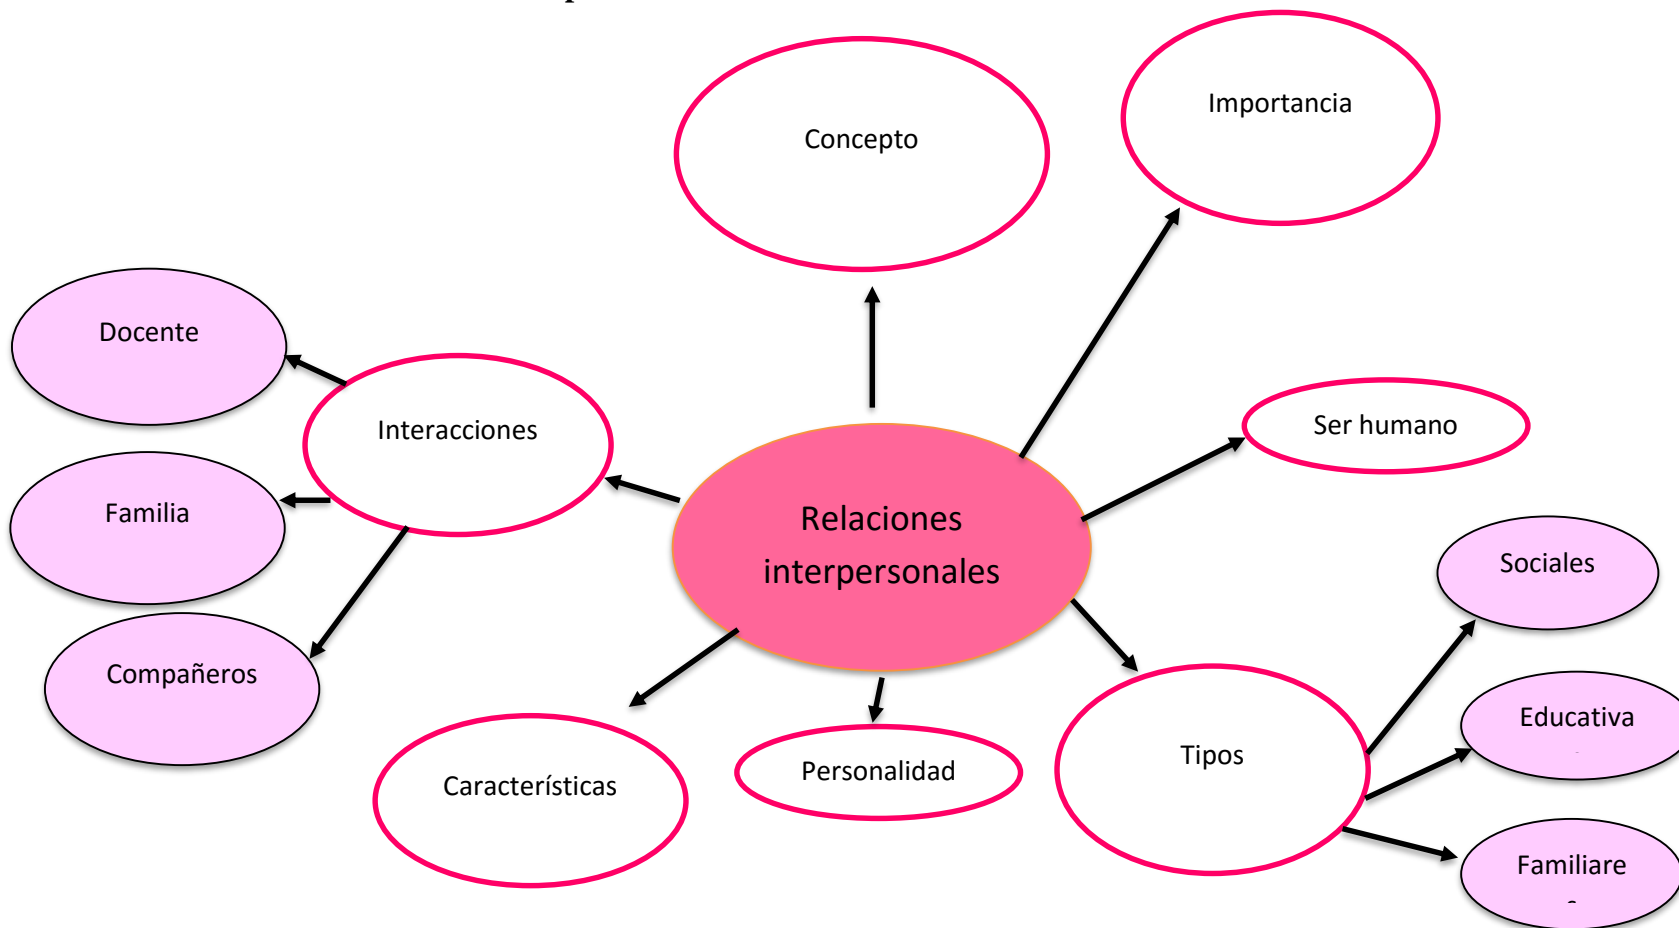 Concepto
Importancia
Docente
Interacciones
Ser humano
Familia
Relaciones
interpersonales
Sociales
Compañeros
Educativa
Características
Personalidad
Tipos
Familiare